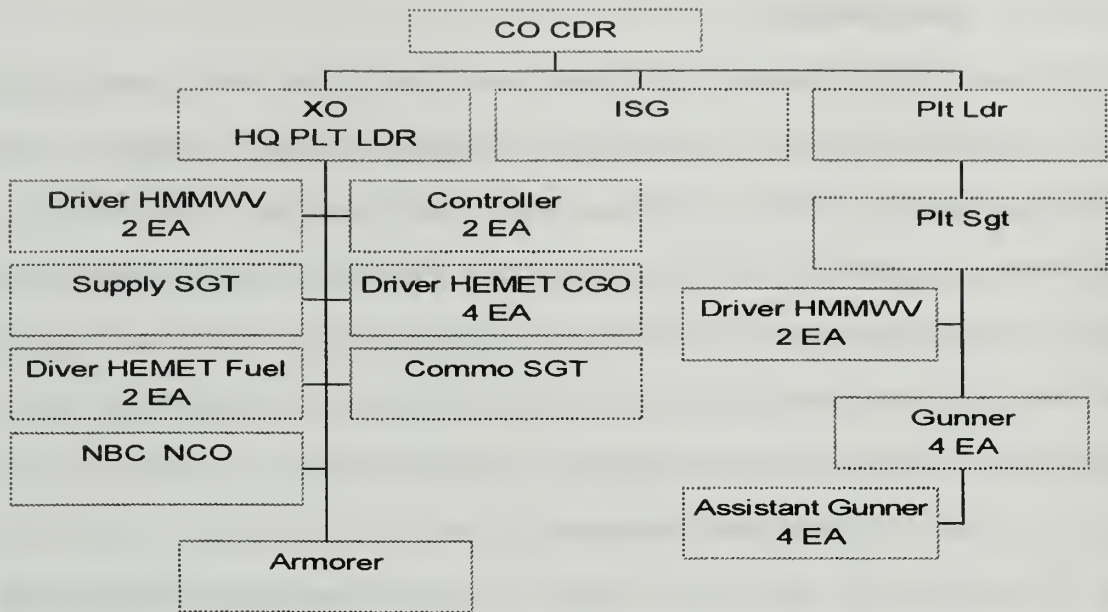 CO CDR
XO
HQ PLT LDR
ISG
Plt Ldr
Driver HMMWV
2 EA
Controller
2 EA
Plt Sgt
Supply SGT
Driver HEMET CGO
4 EA
Driver HMMWV
2 EA
Diver HEMET Fuel
2 EA
Commo SGT
Gunner
4 EA
NBC NCO
Assistant Gunner
4 EA
Armorer